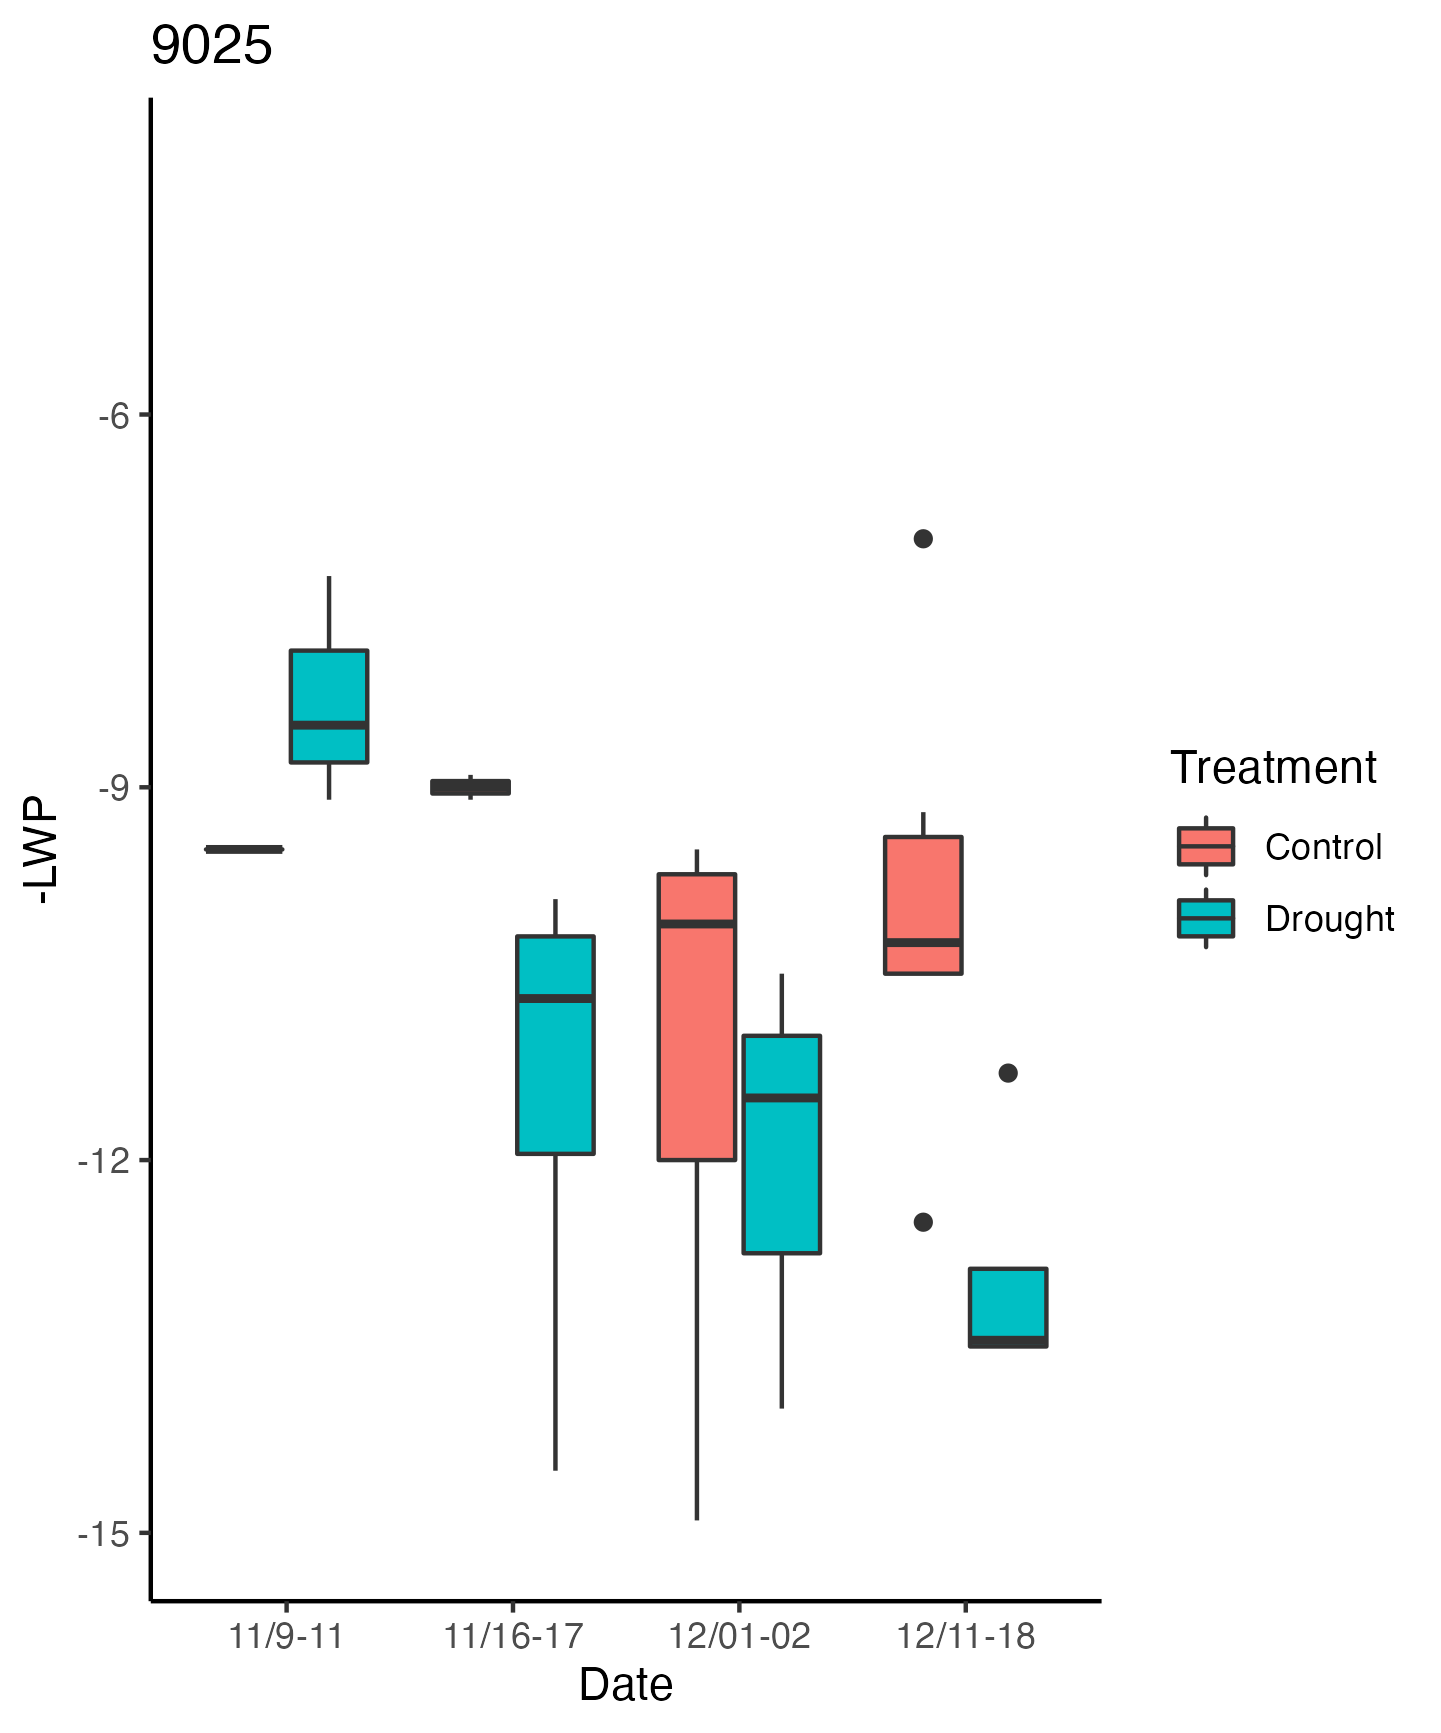 9025
-6
-9
-12
-15
-LWP
11/9-11
11/16-17
12/01-02
12/11-18
Date
Treatment
Control
Drought